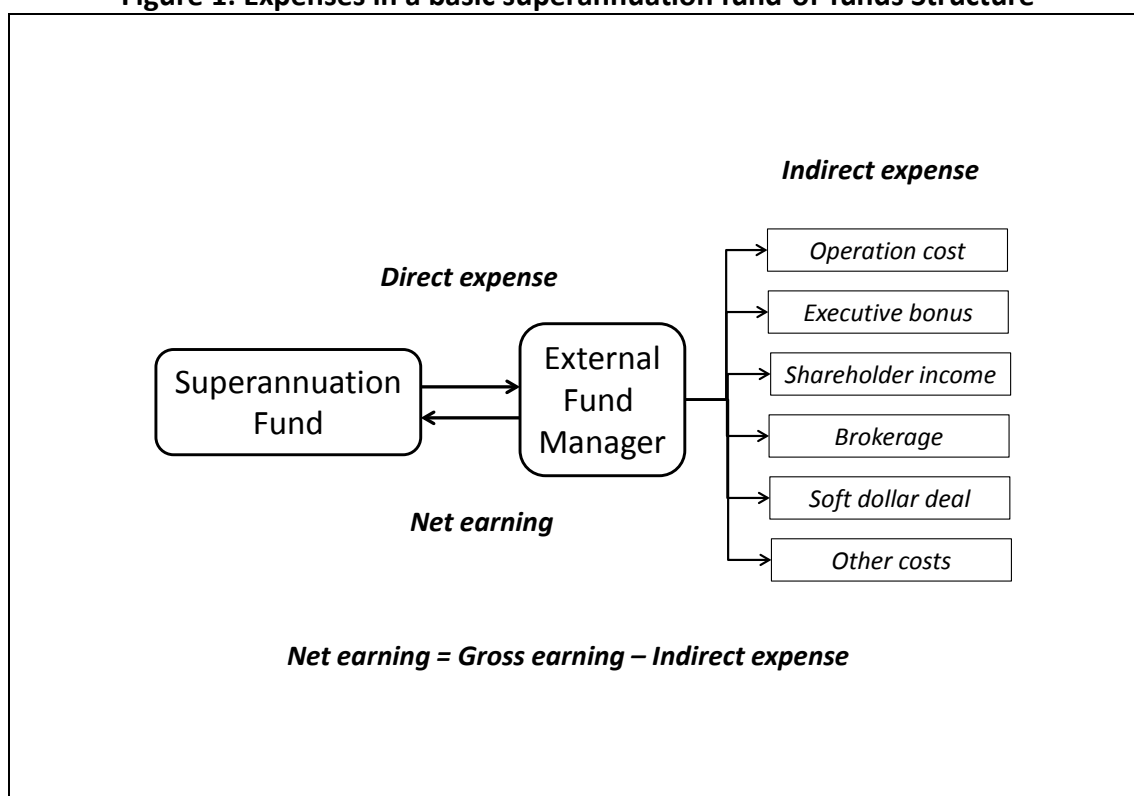 Figure 1: Expenses in a basic superannuation fund-of-funds Structure
Indirect expense
Operation cost
Direct expense
Executive bonus
External
Fund
Manager
Superannuation
Fund
Shareholder income
Brokerage
Soft dollar deal
Net earning
Other costs
Net earning = Gross earning – Indirect expense